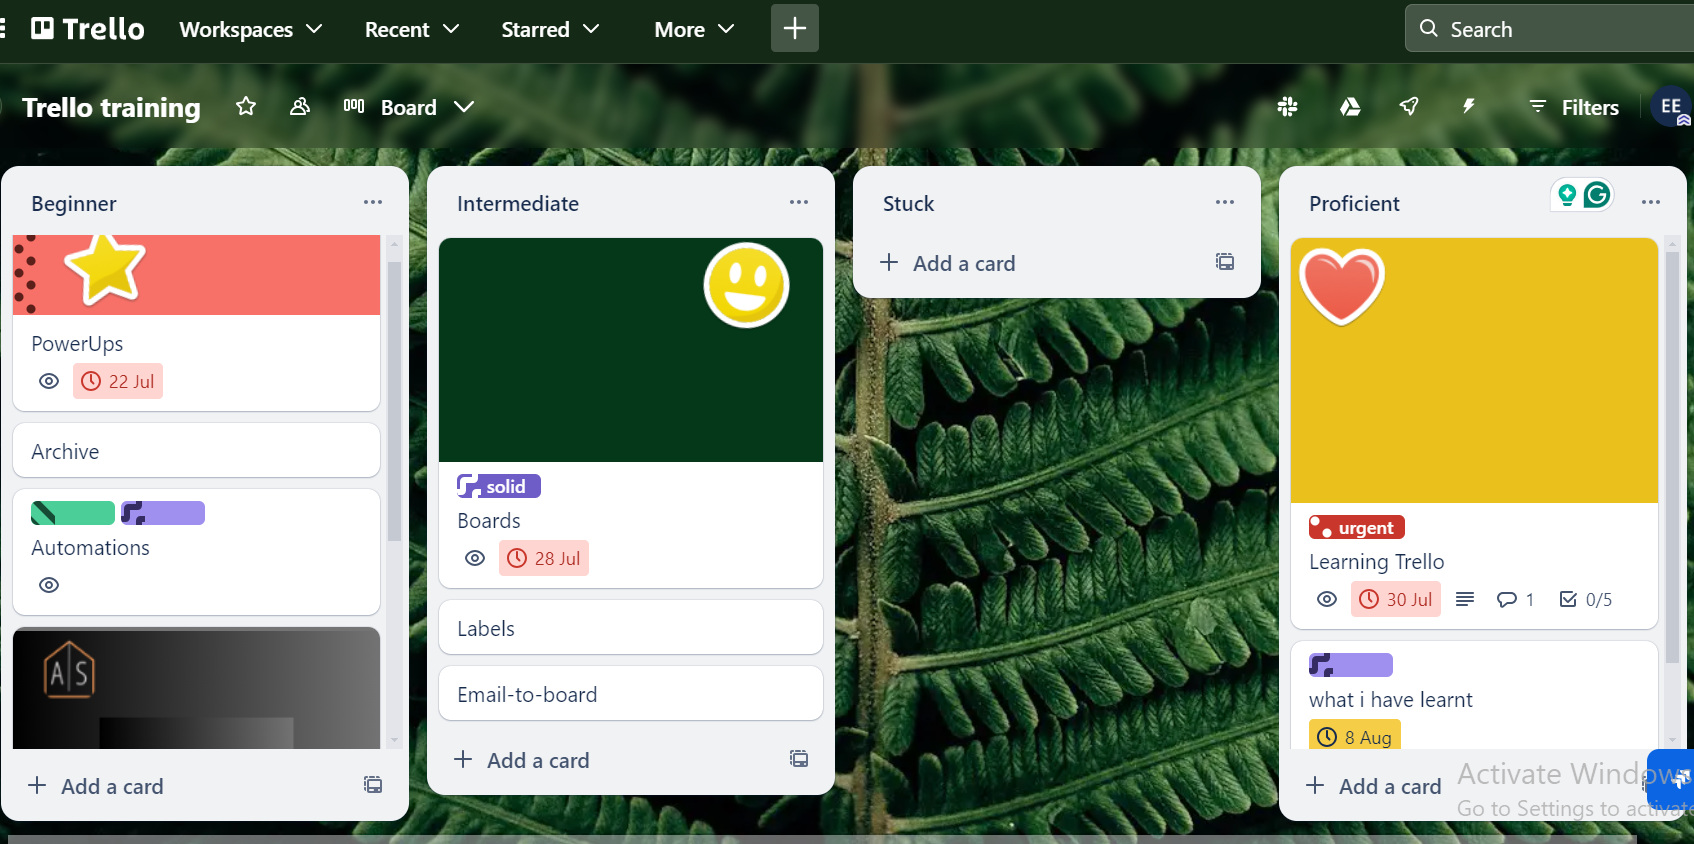 Trello
Workspaces
Recent
Starred
More
Search
Trello training
Board
Filters
EE
Beginner
PowerUps
22 Jul
Archive
Automations
A|S
Add a card
Intermediate
solid
Boards
28 Jul
Labels
Email-to-board
Add a card
Stuck
Add a card
Proficient
urgent
Learning Trello
30 Jul
1
0/5
what i have learnt
8 Aug
Add a card
Activate Windows
Go to Settings to activate